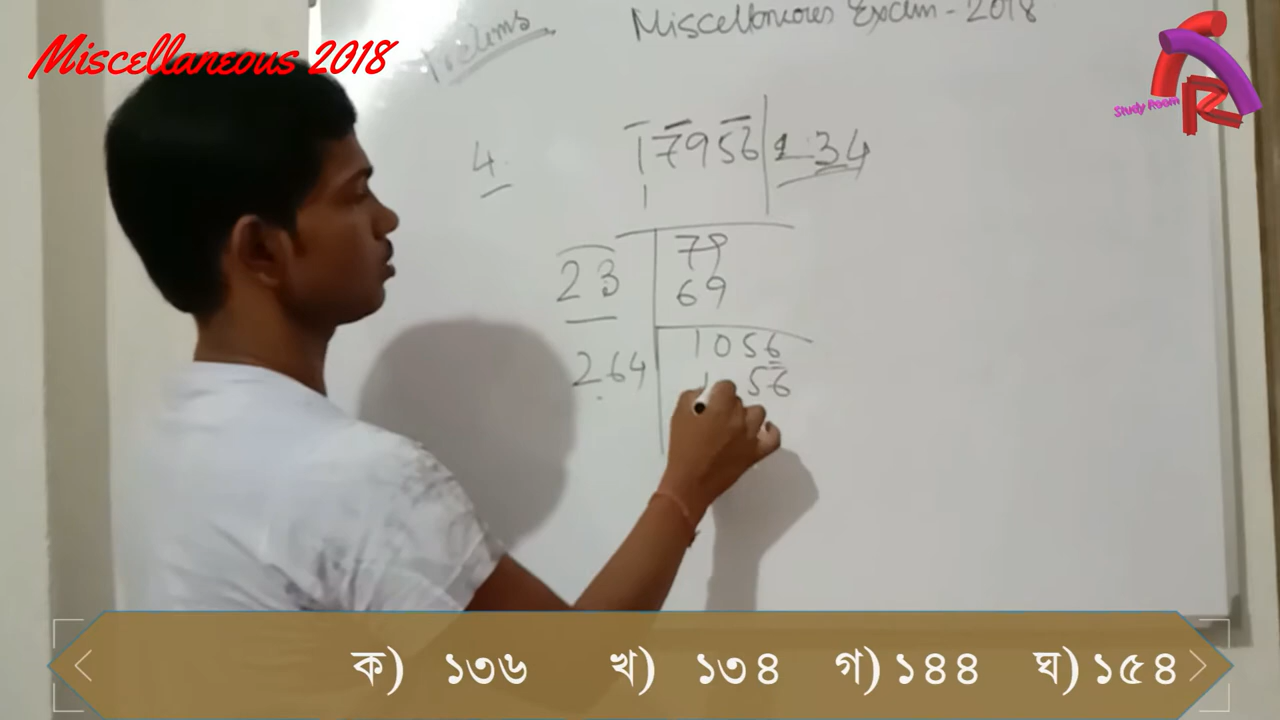 Miscellaneous 2018
Prelims
Miscellaneous Exam - 2018
Study Room
R
4.
17956 134
1
79
23
69
1056
264
1056
ক) ১৩৬ খ) ১৩৪ গ) ১৪৪ ঘ) ১৫৪